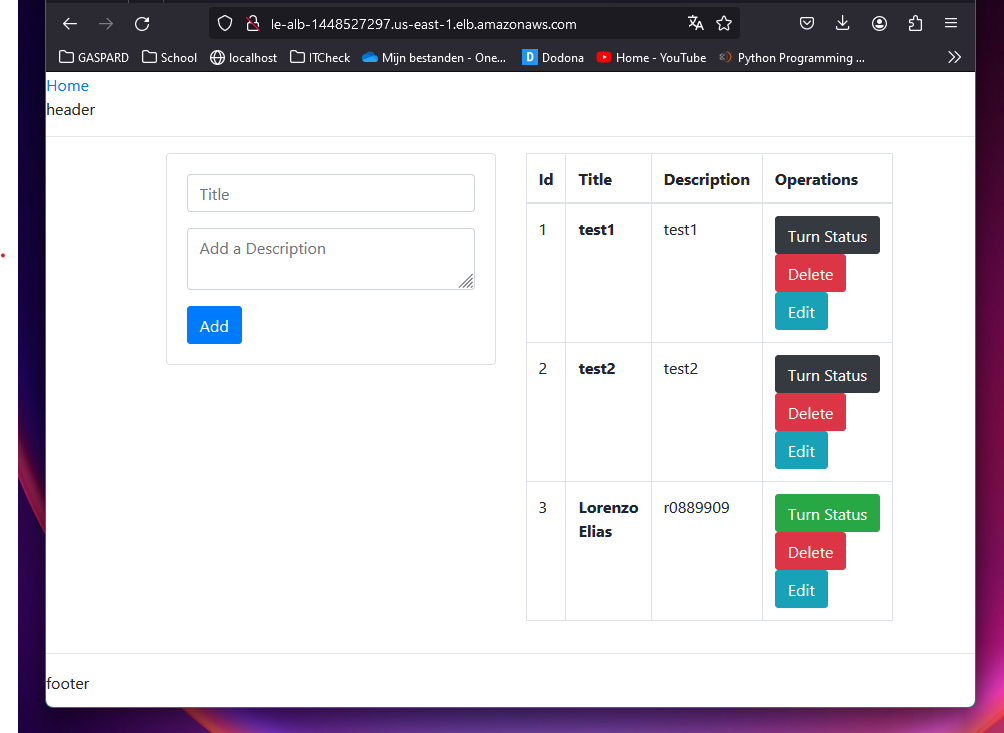 le-alb-1448527297.us-east-1.elb.amazonaws.com
GASPARD School localhost ITCheck Mijn bestanden - One... D Dodona Home - YouTube Python Programming ...
Home
header
Title
Add a Description
Add
Id Title Description Operations
1 test1 test1 Turn Status
Delete
Edit
2 test2 test2 Turn Status
Delete
Edit
3 Lorenzo r0889909 Turn Status
Elias
Delete
Edit
footer